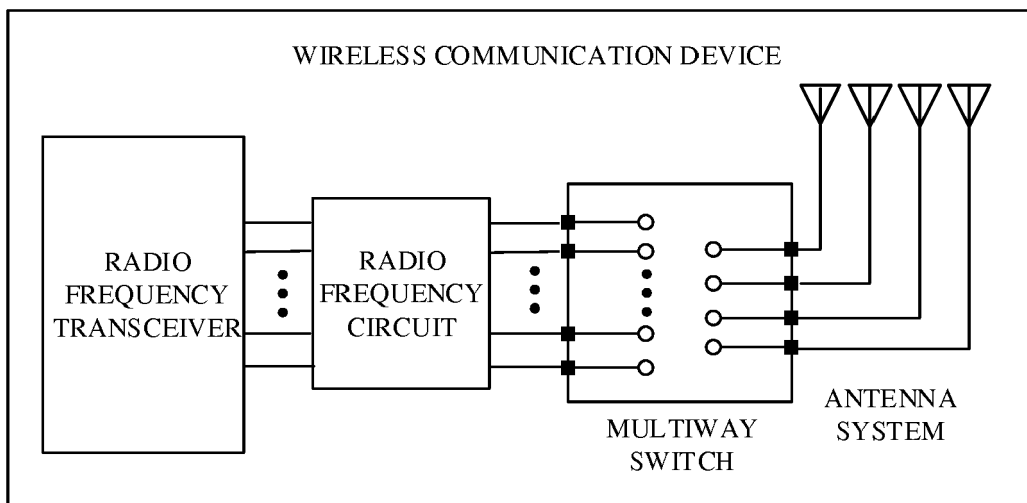 WIRELESS COMMUNICATION DEVICE
RADIO
FREQUENCY
TRANSCEIVER
RADIO
FREQUENCY
CIRCUIT
MULTIWAY
SWITCH
ANTENNA
SYSTEM